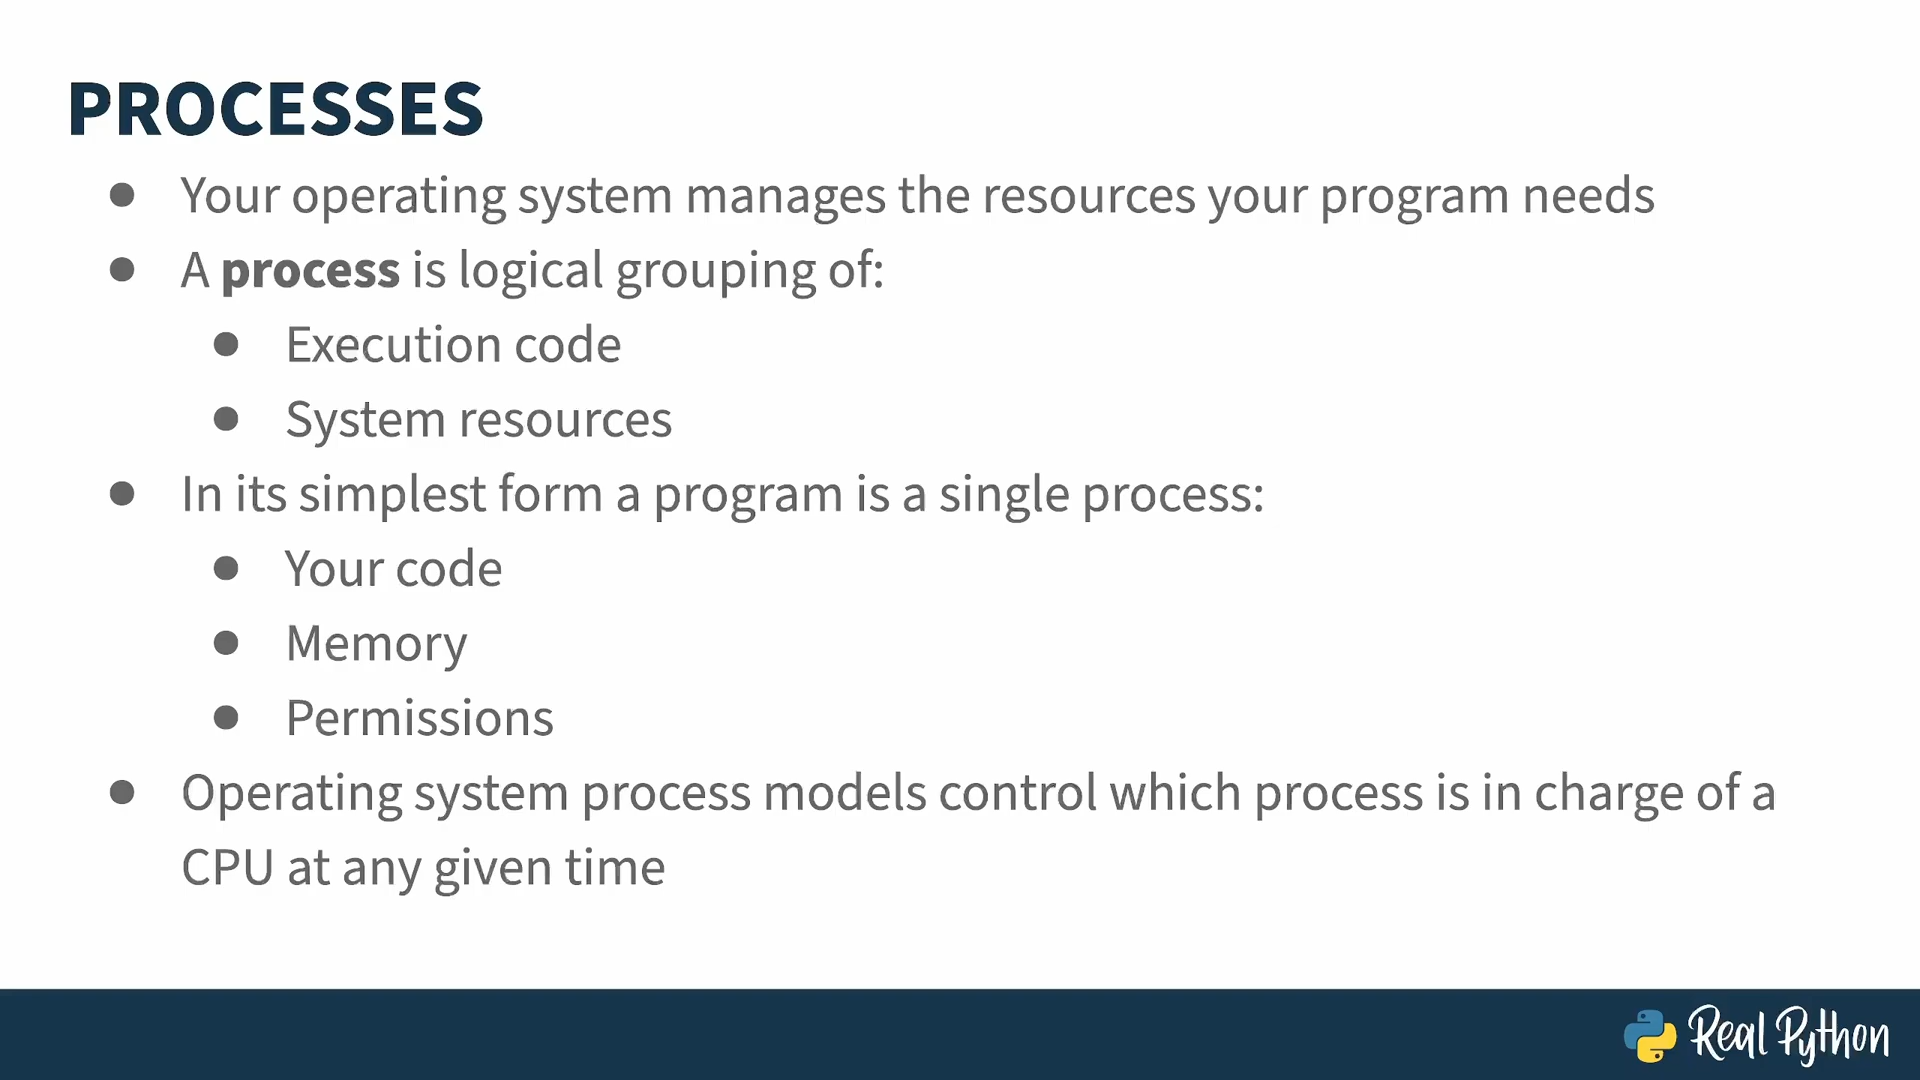 PROCESSES
● Your operating system manages the resources your program needs
● A process is logical grouping of:
● Execution code
● System resources
● In its simplest form a program is a single process:
● Your code
● Memory
● Permissions
● Operating system process models control which process is in charge of a
CPU at any given time
Real Python